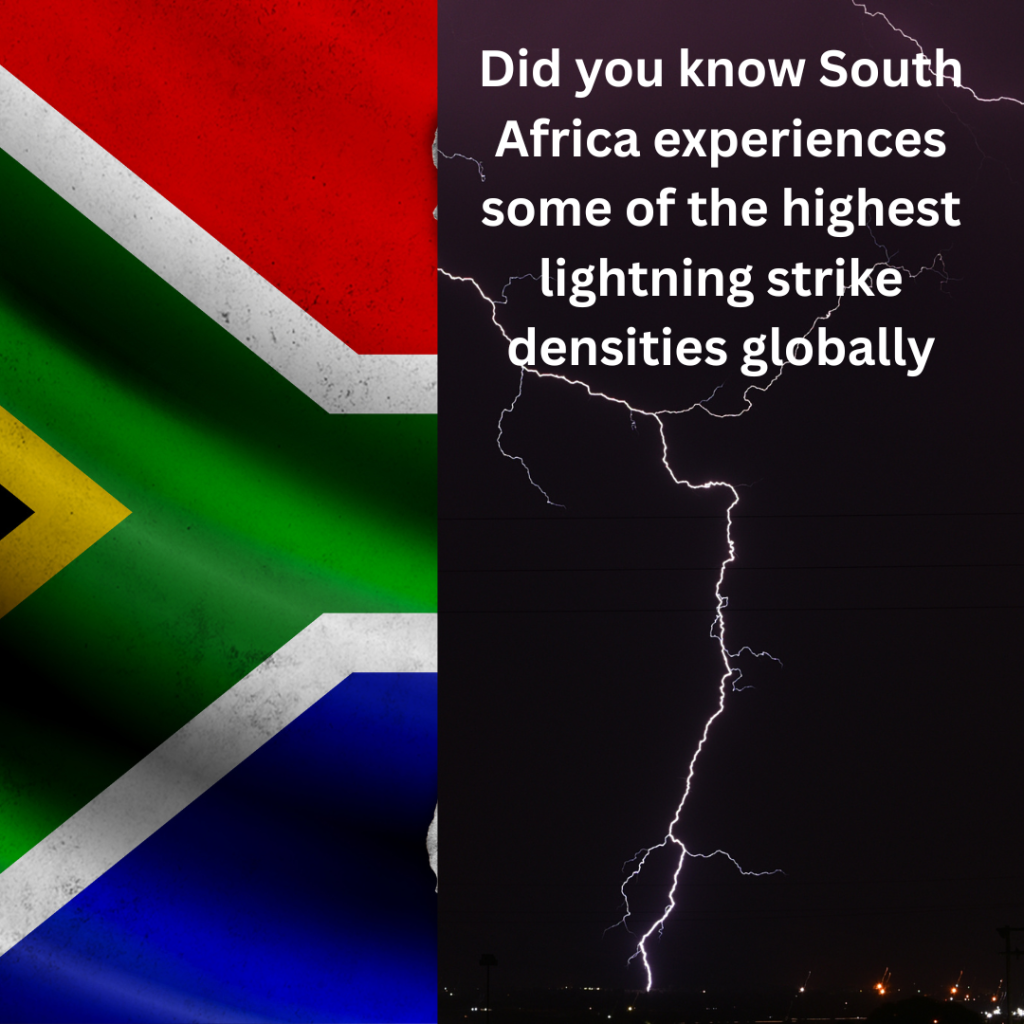 Did you know South
Africa experiences
some of the highest
lightning strike
densities globally